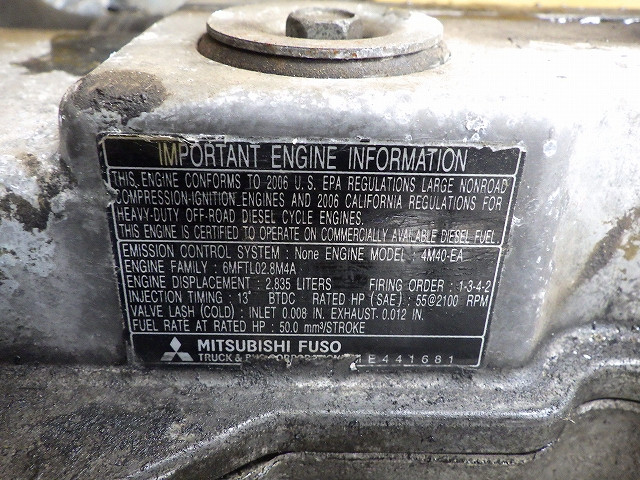 IMPORTANT ENGINE INFORMATION
THIS ENGINE CONFORMS TO 2006 U.S. EPA REGULATIONS LARGE NONROAD
COMPRESSION-IGNITION ENGINES AND 2006 CALIFORNIA REGULATIONS FOR
HEAVY-DUTY OFF-ROAD DIESEL CYCLE ENGINES.
THIS ENGINE IS CERTIFIED TO OPERATE ON COMMERCIALLY AVAILABLE DIESEL FUEL
EMISSION CONTROL SYSTEM : None ENGINE MODEL : 4M40-EA
ENGINE FAMILY : 6MFTL02.8M4A
ENGINE DISPLACEMENT : 2.835 LITERS FIRING ORDER : 1-3-4-2
INJECTION TIMING : 13° BTDC RATED HP (SAE) : 55@2100 RPM
VALVE LASH (COLD) : INLET 0.008 IN. EXHAUST-0.012 IN.
FUEL RATE AT RATED HP : 50.0 mm³/STROKE
MITSUBISHI FUSO
TRUCK & BUS CORPORATION E441681